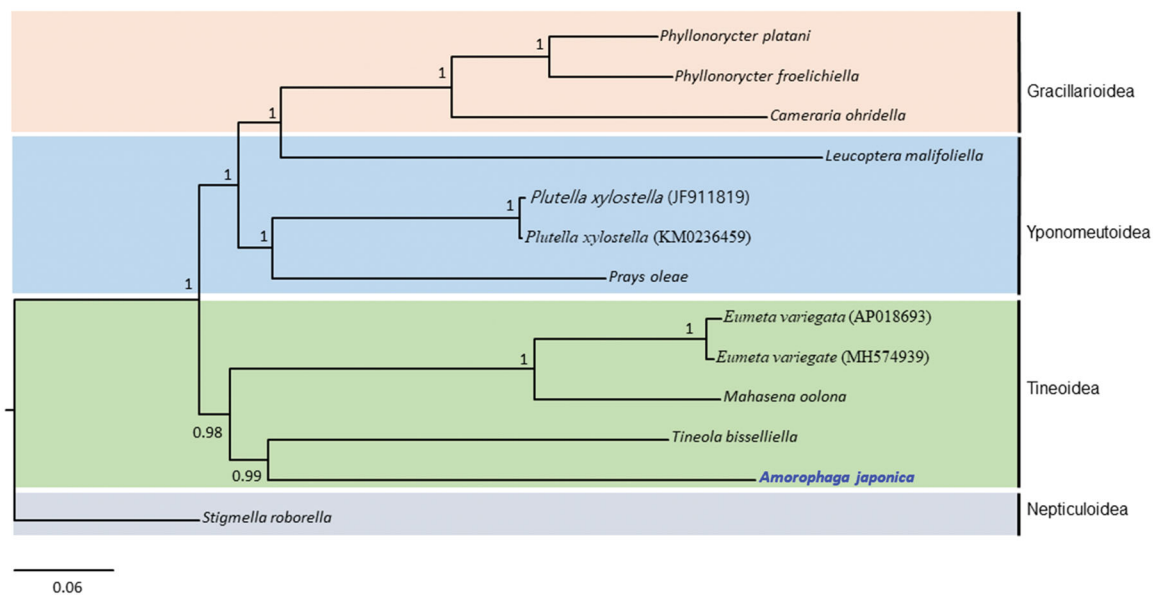 1
Phyllonorycter platani
1
Phyllonorycter froelichiella
Gracillarioidea
1
Cameraria ohridella
1
Leucoptera malifoliella
1
Plutella xylostella (JF911819)
1
Plutella xylostella (KM0236459)
Yponomeutoidea
1
Prays oleae
1
Eumeta variegata (AP018693)
1
Eumeta variegate (MH574939)
1
Mahasena oolona
Tineoidea
0.98
Tineola bisselliella
0.99
Amorophaga japonica
Stigmella roborella
Nepticuloidea
0.06